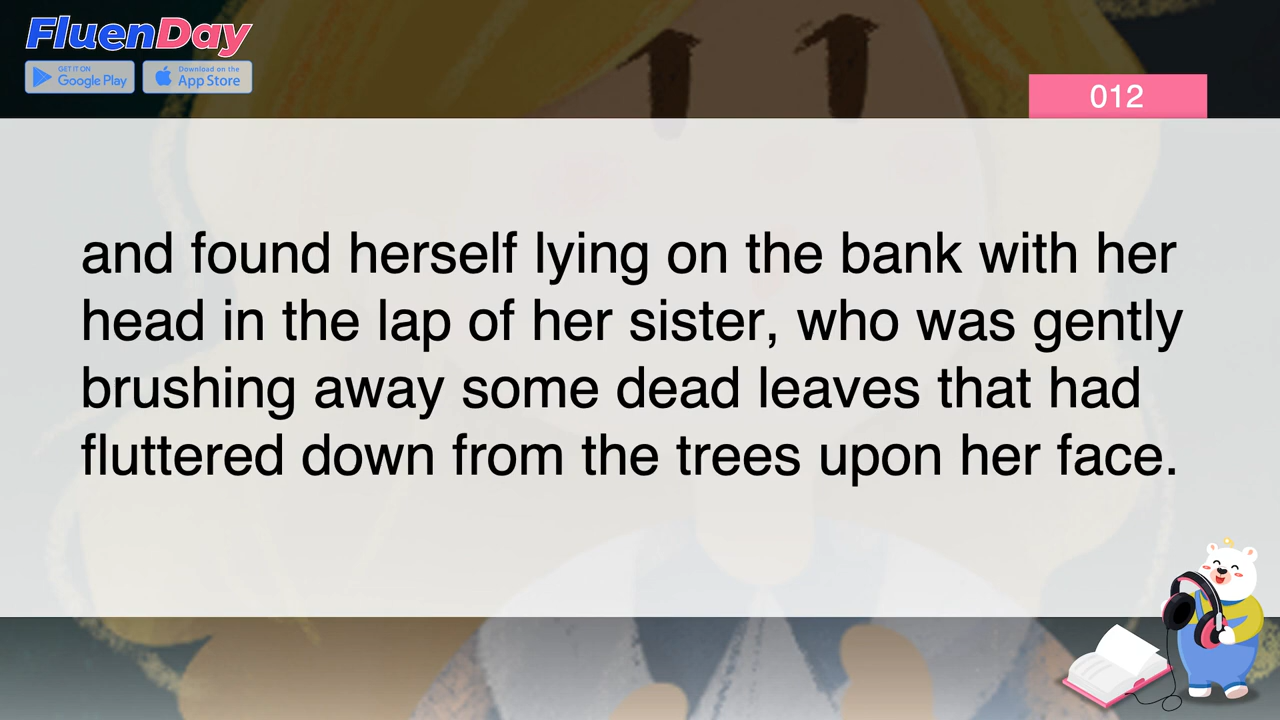 FluenDay
GET IT ON
Google Play
Download on the
App Store
012
and found herself lying on the bank with her
head in the lap of her sister, who was gently
brushing away some dead leaves that had
fluttered down from the trees upon her face.